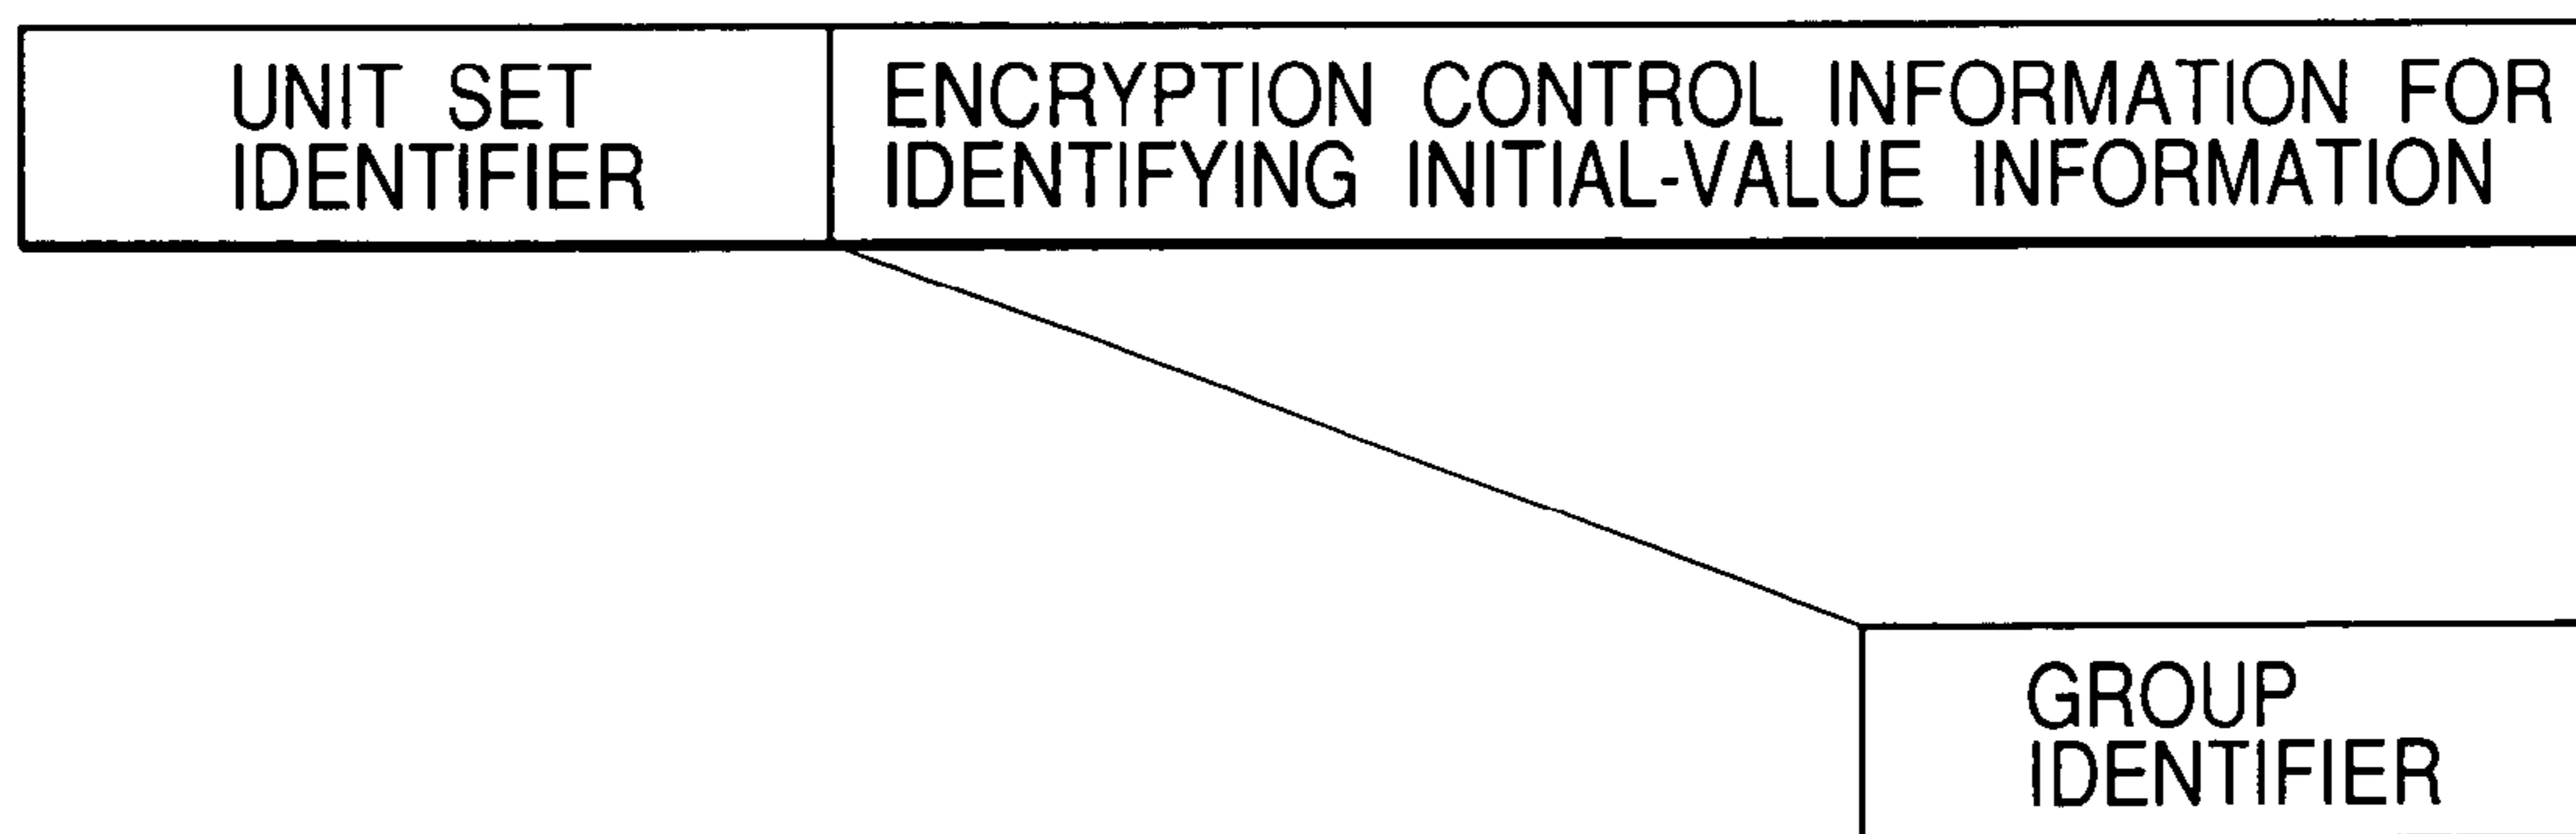 UNIT SET
IDENTIFIER
ENCRYPTION CONTROL INFORMATION FOR
IDENTIFYING INITIAL-VALUE INFORMATION
GROUP
IDENTIFIER